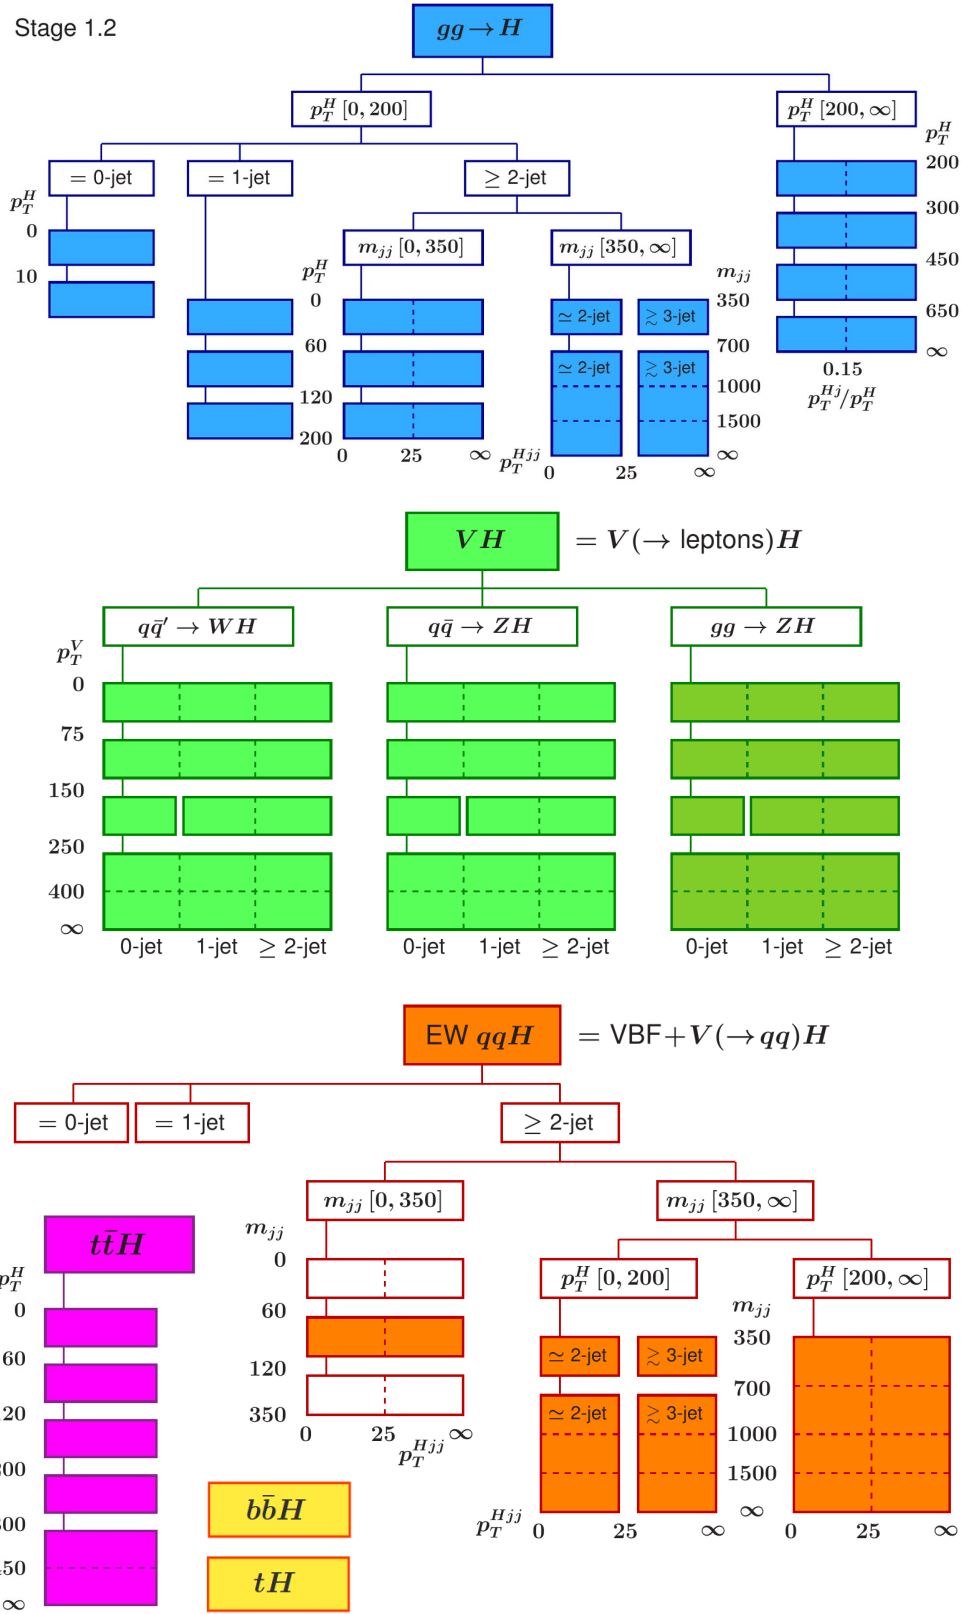 Stage 1.2
gg → H
p_T^H [0, 200]
p_T^H [200, ∞]
= 0-jet
= 1-jet
≥ 2-jet
p_T^H
0
10
m_jj [0, 350]
m_jj [350, ∞]
p_T^H
0
60
120
200
0 25 ∞
≃ 2-jet
≳ 3-jet
≃ 2-jet
≳ 3-jet
m_jj
350
700
1000
1500
∞
p_T^Hjj
0 25 ∞
p_T^H
200
300
450
650
∞
0.15
p_T^Hj/p_T^H
VH = V(→ leptons)H
qq̄′ → WH
qq̄ → ZH
gg → ZH
p_T^V
0
75
150
250
400
∞
0-jet 1-jet ≥ 2-jet
0-jet 1-jet ≥ 2-jet
0-jet 1-jet ≥ 2-jet
EW qqH = VBF+V(→qq)H
= 0-jet
= 1-jet
≥ 2-jet
m_jj [0, 350]
m_jj [350, ∞]
m_jj
0
60
120
350
0 25 ∞
p_T^Hjj
p_T^H [0, 200]
p_T^H [200, ∞]
≃ 2-jet
≳ 3-jet
≃ 2-jet
≳ 3-jet
m_jj
350
700
1000
1500
∞
p_T^Hjj 0 25 ∞
0 25 ∞
tt̄H
p_T^H
0
60
120
200
300
450
∞
bb̄H
tH